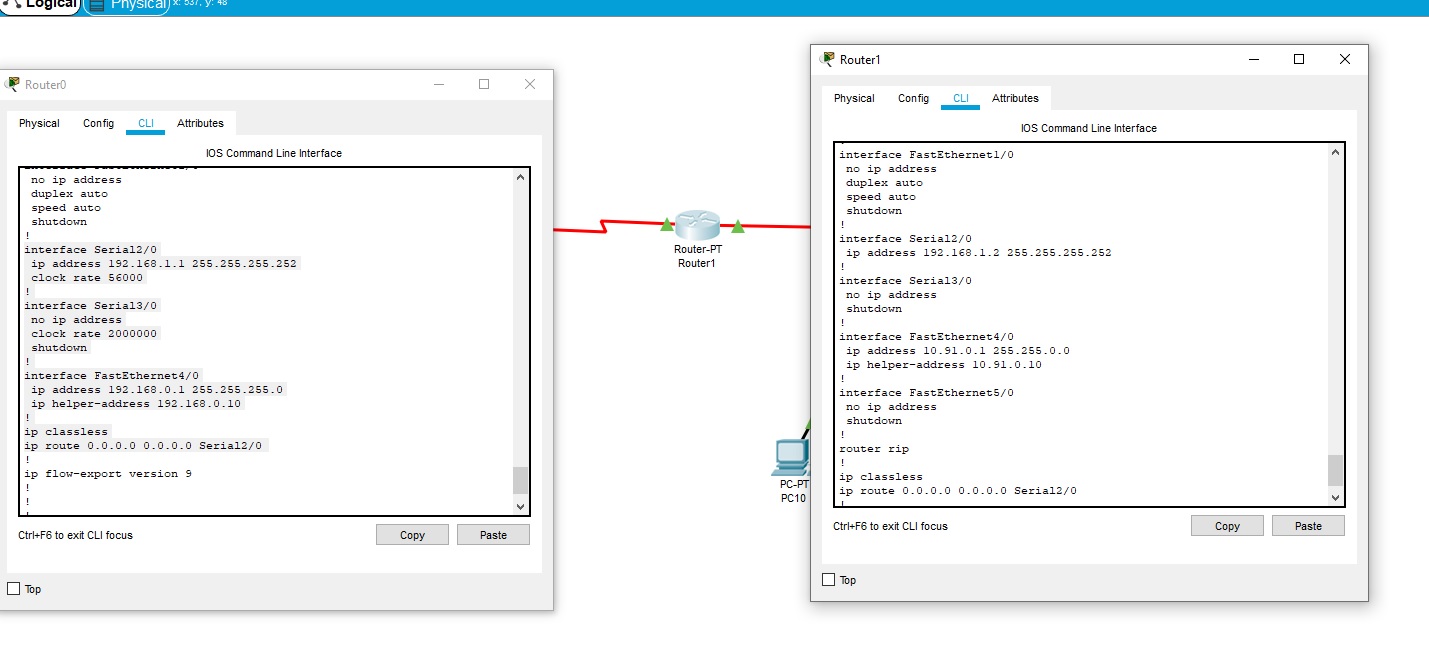 Logical
Physical x: 537, y: 48
Router0
Physical Config CLI Attributes
IOS Command Line Interface
no ip address
duplex auto
speed auto
shutdown
!
interface Serial2/0
ip address 192.168.1.1 255.255.255.252
clock rate 56000
!
interface Serial3/0
no ip address
clock rate 2000000
shutdown
!
interface FastEthernet4/0
ip address 192.168.0.1 255.255.255.0
ip helper-address 192.168.0.10
!
ip classless
ip route 0.0.0.0 0.0.0.0 Serial2/0
!
ip flow-export version 9
!
!
!
Ctrl+F6 to exit CLI focus
Copy
Paste
Top
Router-PT
Router1
PC-PT
PC10
Router1
Physical Config CLI Attributes
IOS Command Line Interface
interface FastEthernet1/0
no ip address
duplex auto
speed auto
shutdown
!
interface Serial2/0
ip address 192.168.1.2 255.255.255.252
!
interface Serial3/0
no ip address
shutdown
!
interface FastEthernet4/0
ip address 10.91.0.1 255.255.0.0
ip helper-address 10.91.0.10
!
interface FastEthernet5/0
no ip address
shutdown
!
router rip
!
ip classless
ip route 0.0.0.0 0.0.0.0 Serial2/0
!
Ctrl+F6 to exit CLI focus
Copy
Paste
Top